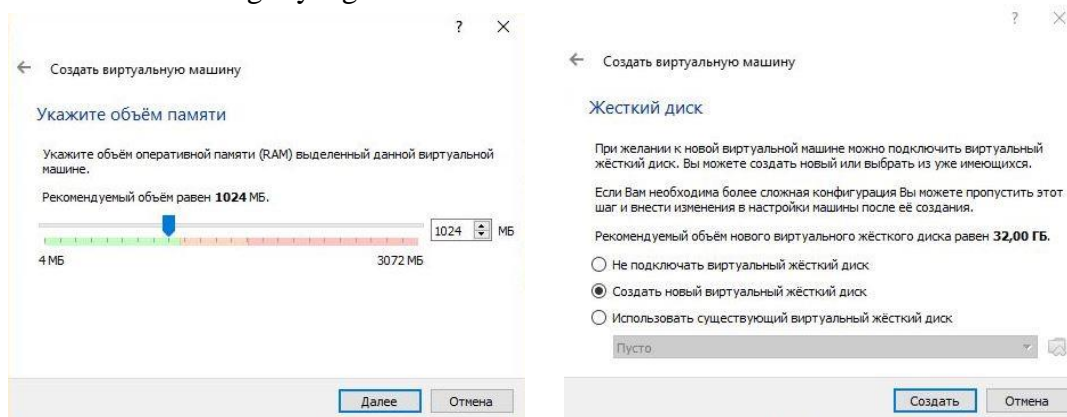 ?
← Создать виртуальную машину
Укажите объём памяти
Укажите объём оперативной памяти (RAM) выделенный данной виртуальной
машине.
Рекомендуемый объём равен 1024 МБ.
1024 МБ
4 МБ 3072 МБ
Далее Отмена
?
← Создать виртуальную машину
Жесткий диск
При желании к новой виртуальной машине можно подключить виртуальный
жёсткий диск. Вы можете создать новый или выбрать из уже имеющихся.
Если Вам необходима более сложная конфигурация Вы можете пропустить этот
шаг и внести изменения в настройки машины после её создания.
Рекомендуемый объём нового виртуального жёсткого диска равен 32,00 ГБ.
Не подключать виртуальный жёсткий диск
Создать новый виртуальный жёсткий диск
Использовать существующий виртуальный жёсткий диск
Пусто
Создать Отмена